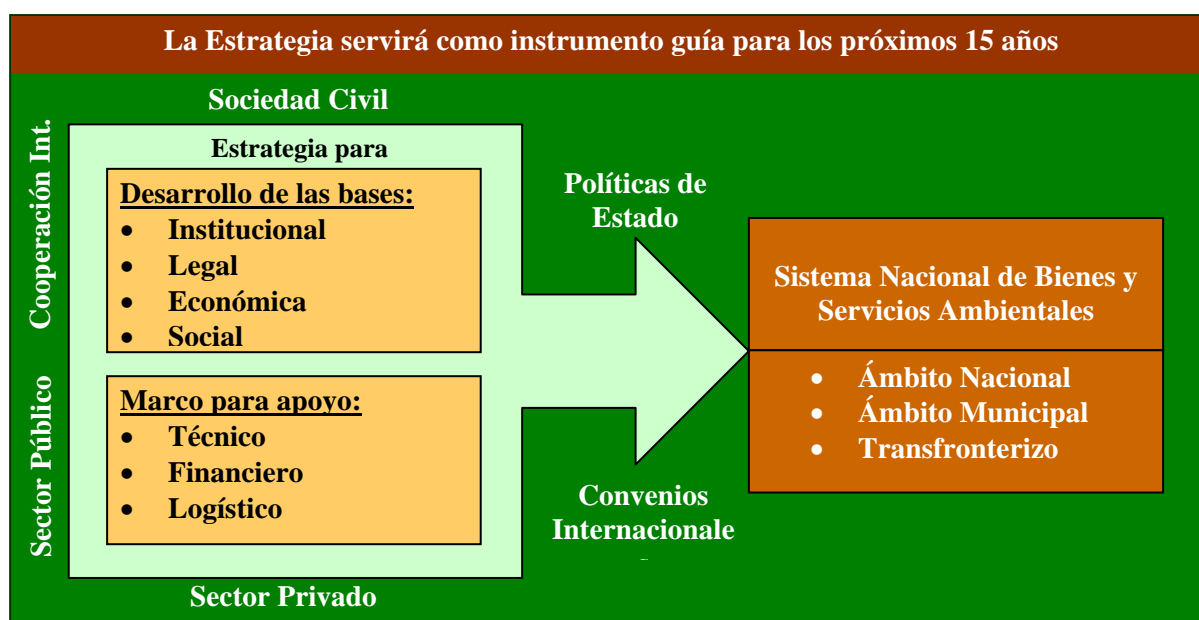 La Estrategia servirá como instrumento guía para los próximos 15 años
Sociedad Civil
Cooperación Int.
Sector Público
Estrategia para
Desarrollo de las bases:
• Institucional
• Legal
• Económica
• Social
Marco para apoyo:
• Técnico
• Financiero
• Logístico
Sector Privado
Políticas de
Estado
Convenios
Internacionale
Sistema Nacional de Bienes y
Servicios Ambientales
• Ámbito Nacional
• Ámbito Municipal
• Transfronterizo